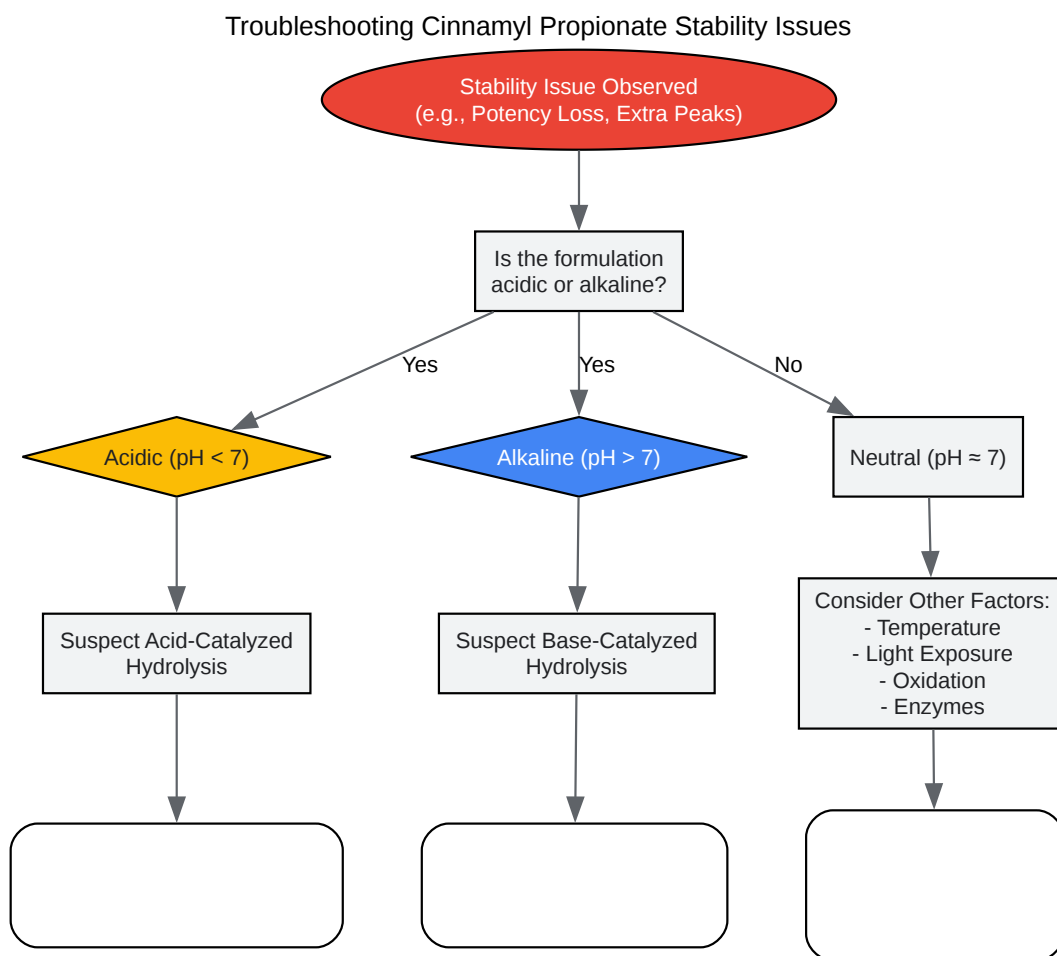 Troubleshooting Cinnamyl Propionate Stability Issues
Stability Issue Observed
(e.g., Potency Loss, Extra Peaks)
Is the formulation
acidic or alkaline?
Yes
Yes
No
Acidic (pH < 7)
Alkaline (pH > 7)
Neutral (pH ≈ 7)
Suspect Acid-Catalyzed
Hydrolysis
Suspect Base-Catalyzed
Hydrolysis
Consider Other Factors:
- Temperature
- Light Exposure
- Oxidation
- Enzymes